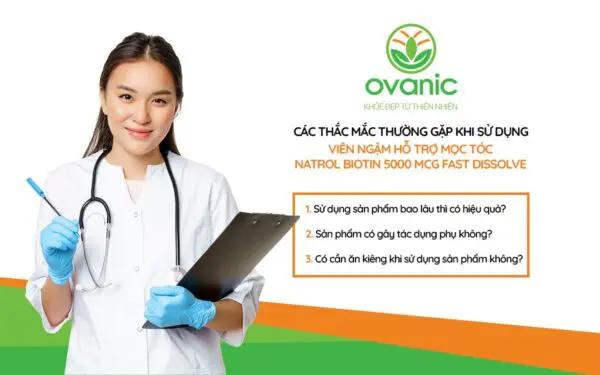 ovanic
KHỎE ĐẸP TỪ THIÊN NHIÊN
CÁC THẮC MẮC THƯỜNG GẶP KHI SỬ DỤNG
VIÊN NGẬM HỖ TRỢ MỌC TÓC
NATROL BIOTIN 5000 MCG FAST DISSOLVE
1. Sử dụng sản phẩm bao lâu thì có hiệu quả?
2. Sản phẩm có gây tác dụng phụ không?
3. Có cần ăn kiêng khi sử dụng sản phẩm không?